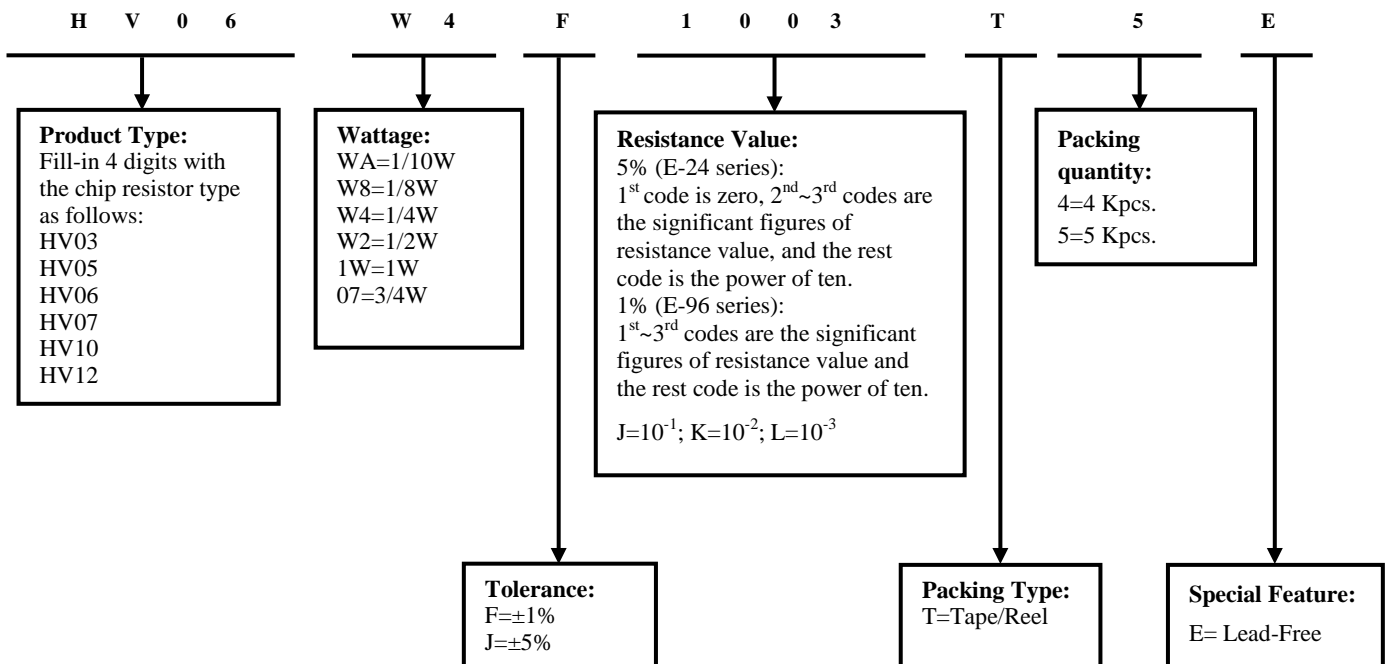 H V 0 6 W 4 F 1 0 0 3 T 5 E
Product Type:
Fill-in 4 digits with
the chip resistor type
as follows:
HV03
HV05
HV06
HV07
HV10
HV12
Wattage:
WA=1/10W
W8=1/8W
W4=1/4W
W2=1/2W
1W=1W
07=3/4W
Resistance Value:
5% (E-24 series):
1st code is zero, 2nd~3rd codes are
the significant figures of
resistance value, and the rest
code is the power of ten.
1% (E-96 series):
1st~3rd codes are the significant
figures of resistance value and
the rest code is the power of ten.
J=10-1; K=10-2; L=10-3
Packing
quantity:
4=4 Kpcs.
5=5 Kpcs.
Tolerance:
F=±1%
J=±5%
Packing Type:
T=Tape/Reel
Special Feature:
E= Lead-Free